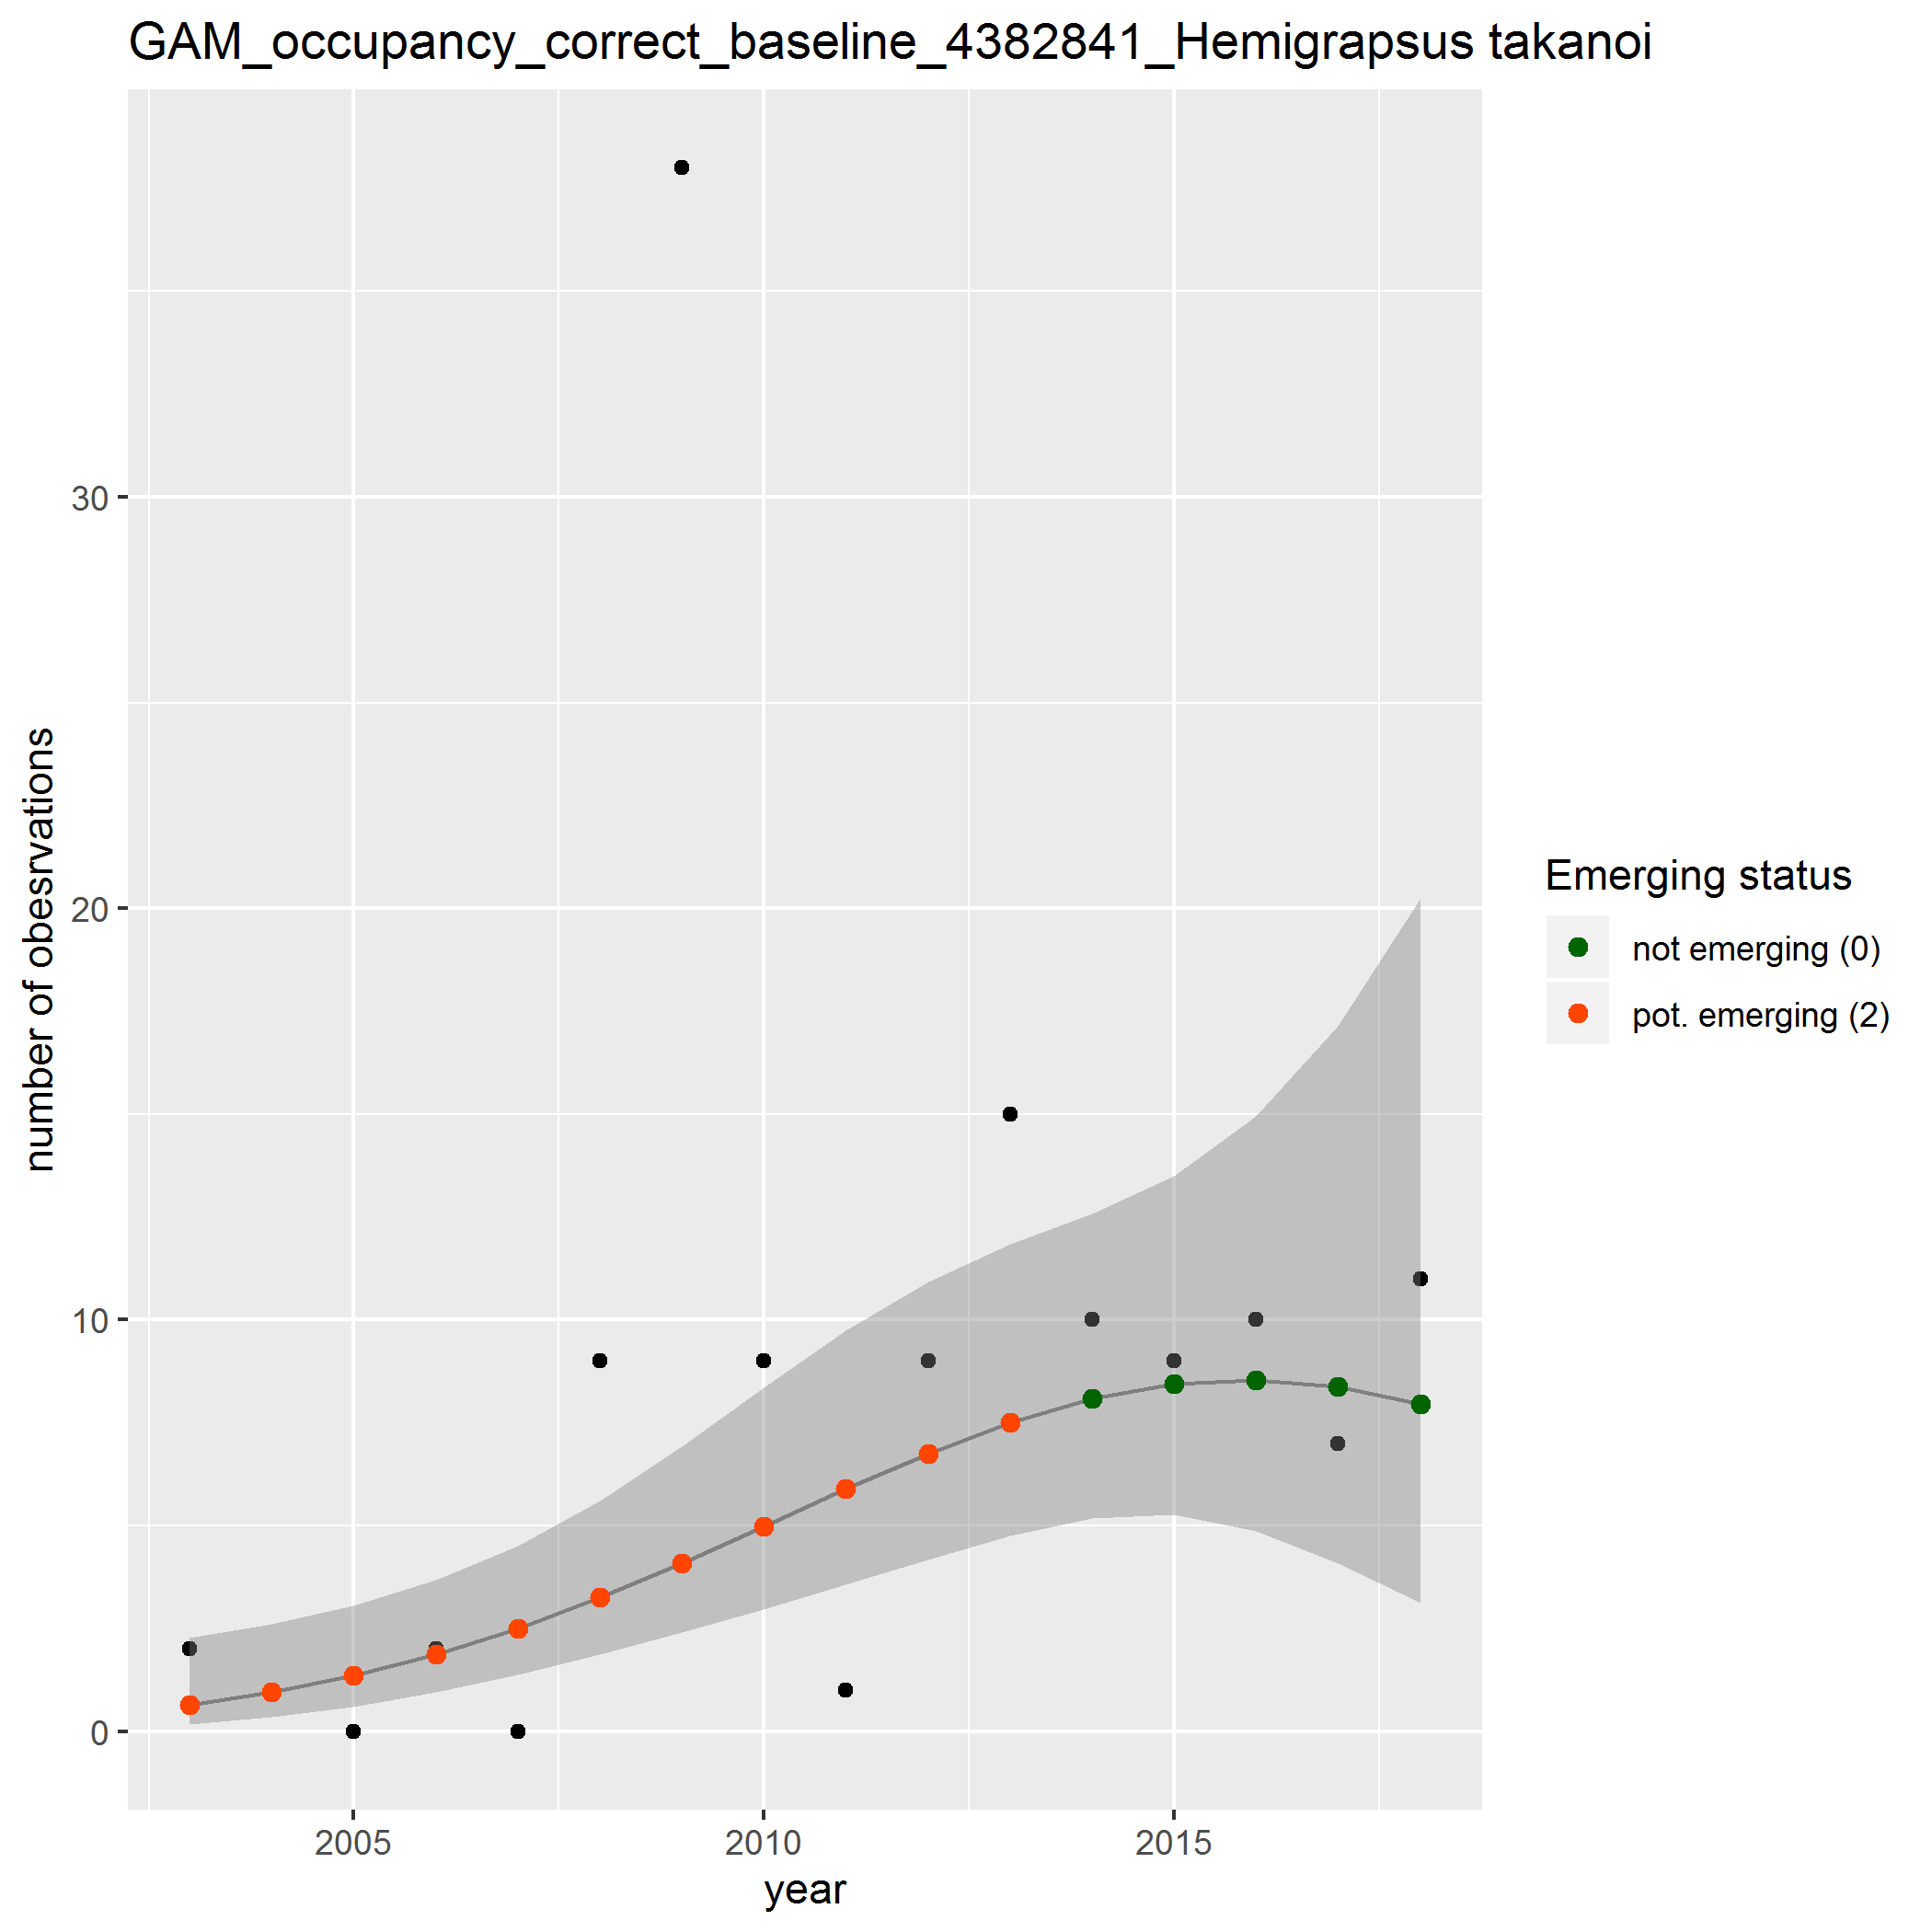 GAM_occupancy_correct_baseline_4382841_Hemigrapsus takanoi
number of obesrvations
30
20
10
0
2005
2010
2015
year
Emerging status
not emerging (0)
pot. emerging (2)